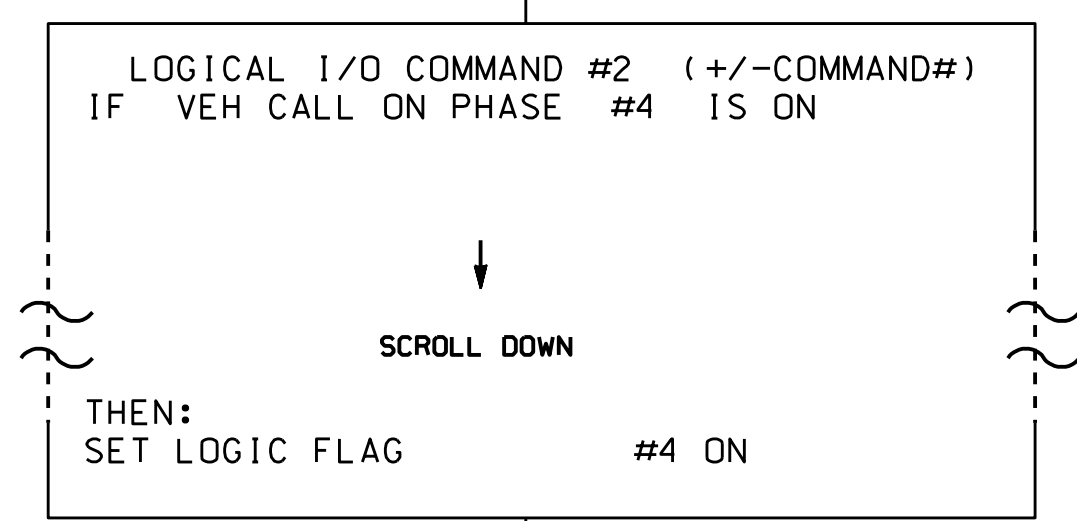 LOGICAL I/O COMMAND #2 (+/-COMMAND#)
IF VEH CALL ON PHASE #4 IS ON
SCROLL DOWN
THEN:
SET LOGIC FLAG #4 ON